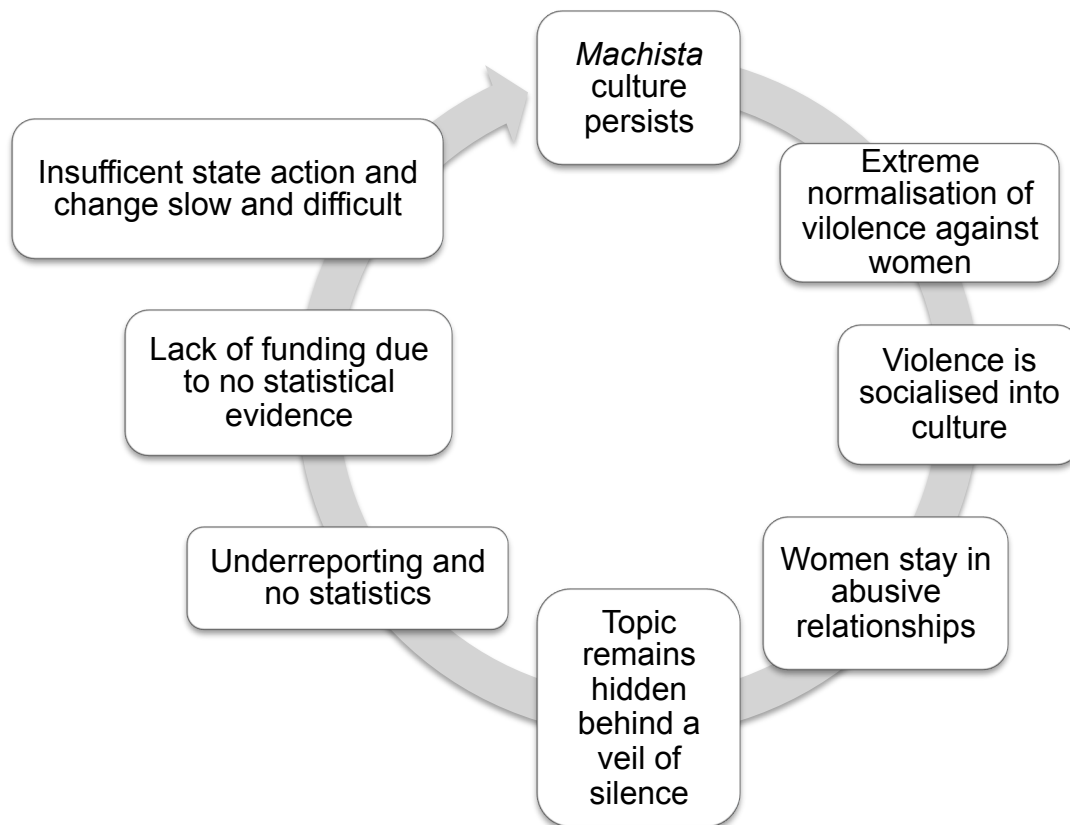 Machista
culture
persists
Extreme
normalisation of
vilolence against
women
Violence is
socialised into
culture
Women stay in
abusive
relationships
Topic
remains
hidden
behind a
veil of
silence
Underreporting and
no statistics
Lack of funding due
to no statistical
evidence
Insufficent state action and
change slow and difficult